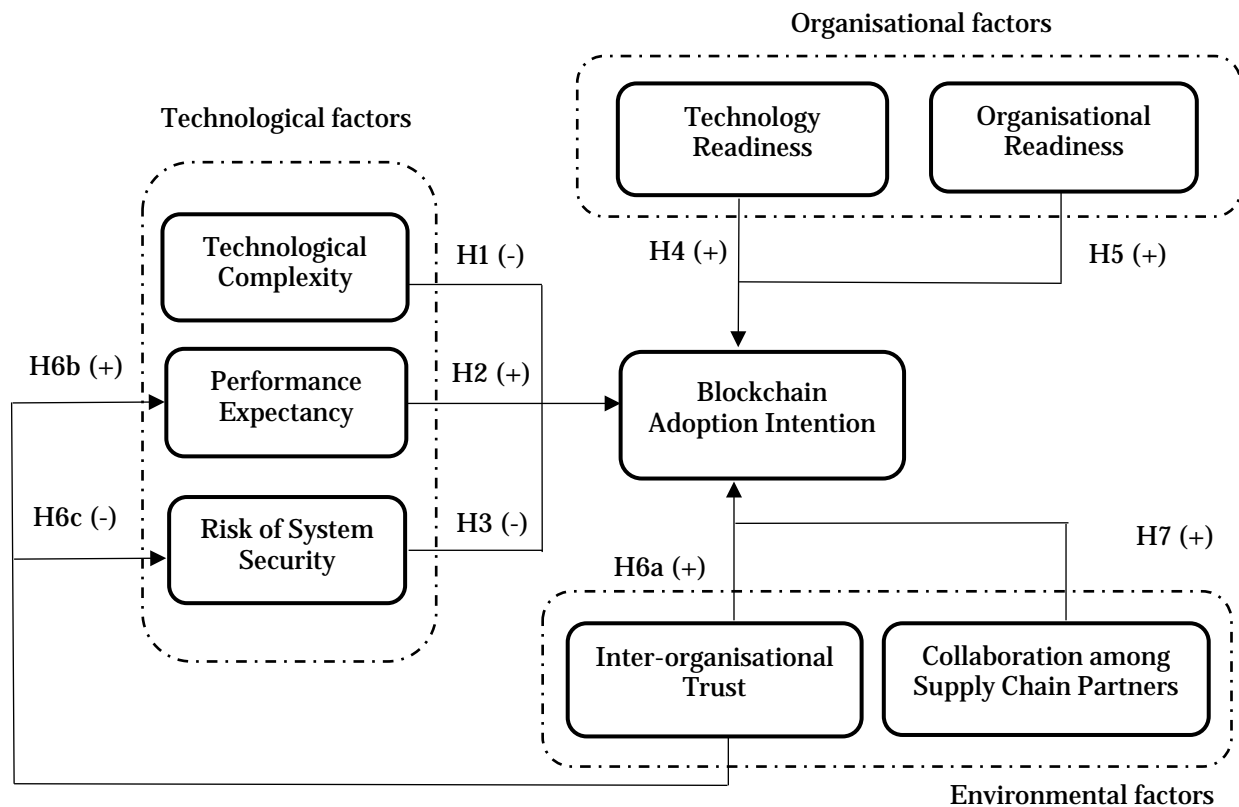 Organisational factors
Technology
Readiness
Organisational
Readiness
Technological factors
Technological
Complexity
H1 (-)
H4 (+)
H5 (+)
H6b (+)
Performance
Expectancy
H2 (+)
Blockchain
Adoption Intention
H6c (-)
Risk of System
Security
H3 (-)
H6a (+)
H7 (+)
Inter-organisational
Trust
Collaboration among
Supply Chain Partners
Environmental factors